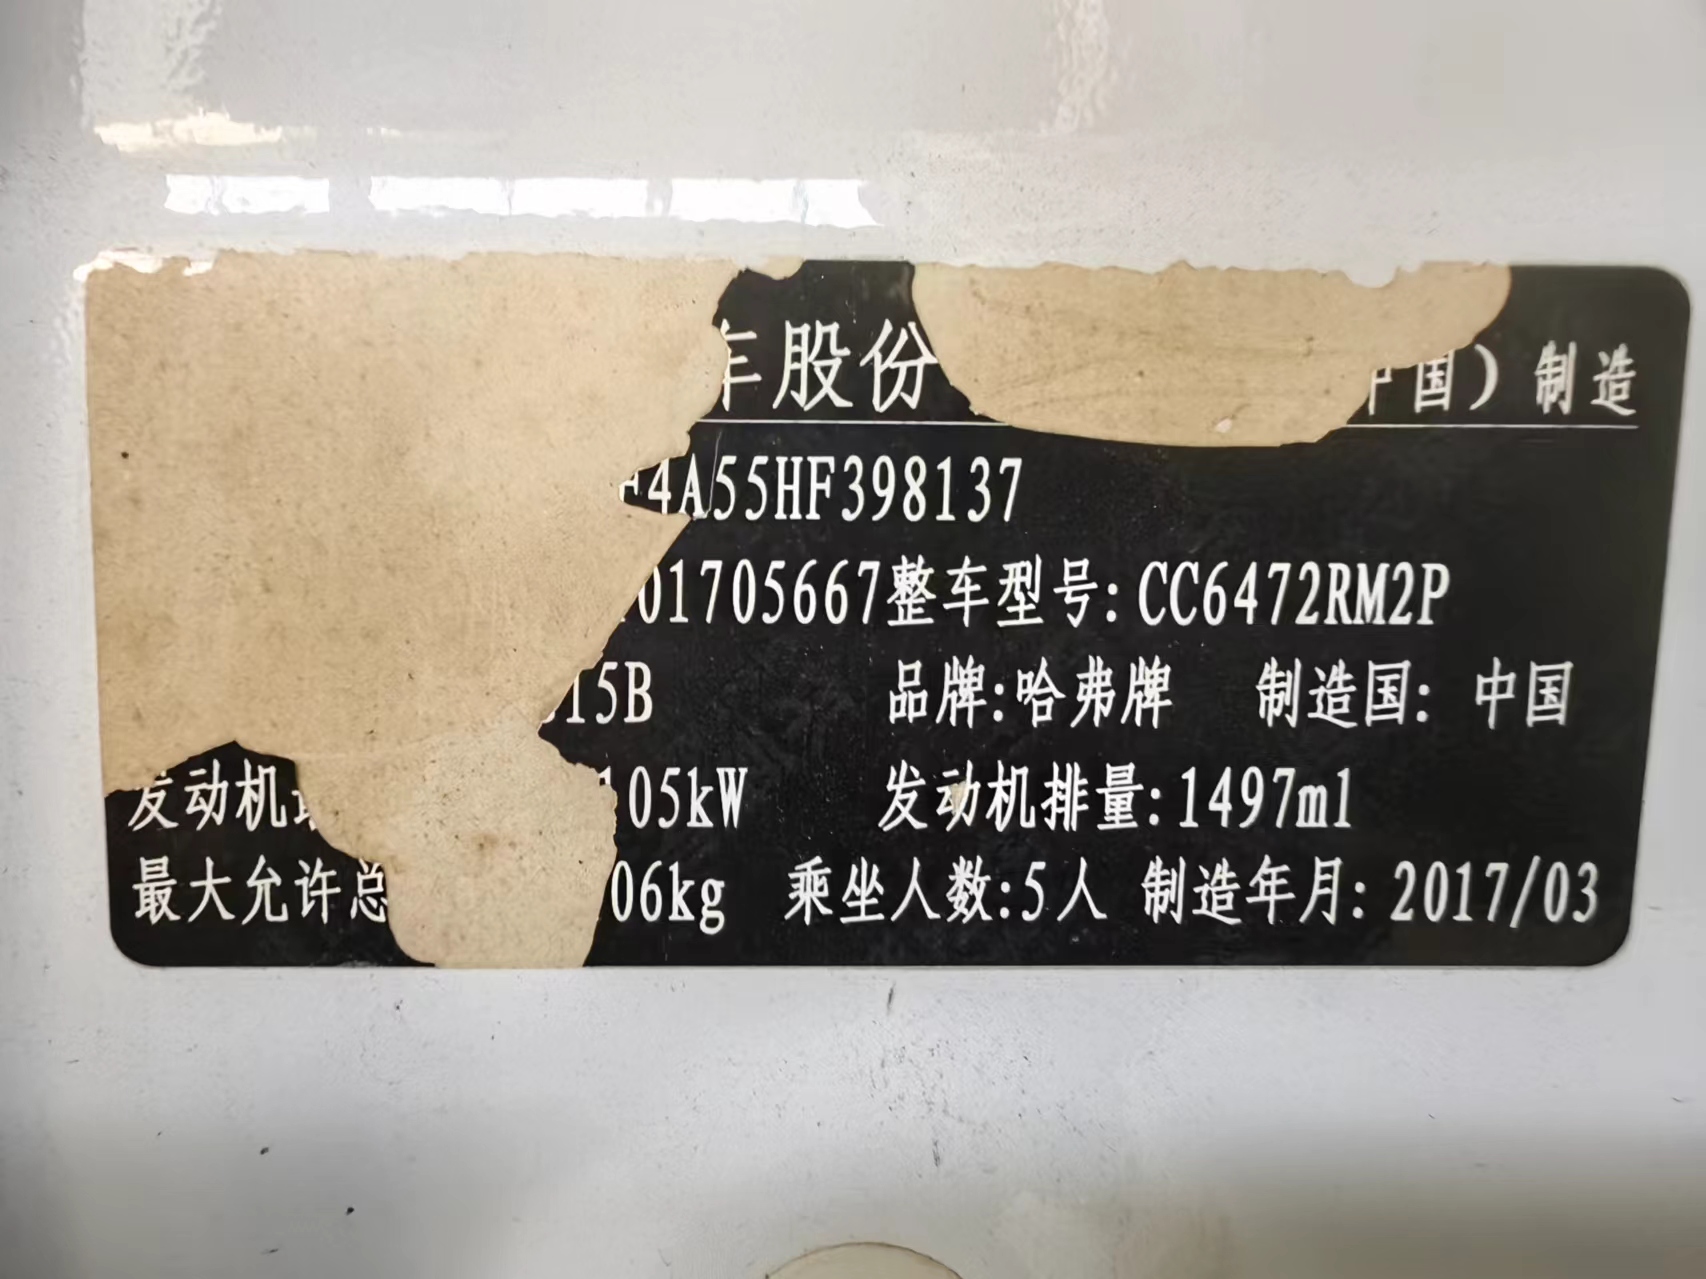 车股份 中国）制造
F4A55HF398137
01705667整车型号:CC6472RM2P
15B 品牌:哈弗牌 制造国: 中国
发动机 105kW 发动机排量:1497ml
最大允许总 06kg 乘坐人数:5人 制造年月: 2017/03